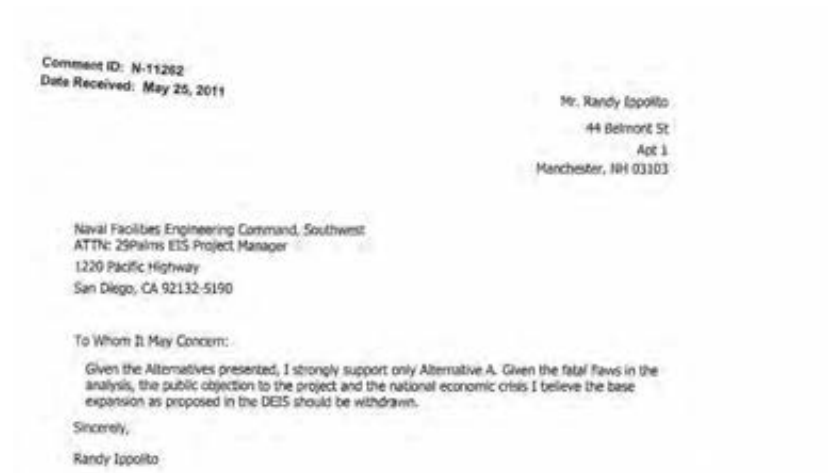 Comment ID: N-11262
Date Received: May 25, 2011
Mr. Randy Ippolito
44 Belmont St
Apt 1
Manchester, NH 03103
Naval Facilities Engineering Command, Southwest
ATTN: 29Palms EIS Project Manager
1220 Pacific Highway
San Diego, CA 92132-5190
To Whom It May Concern:
Given the Alternatives presented, I strongly support only Alternative A. Given the fatal flaws in the
analysis, the public objection to the project and the national economic crisis I believe the base
expansion as proposed in the DEIS should be withdrawn.
Sincerely,
Randy Ippolito